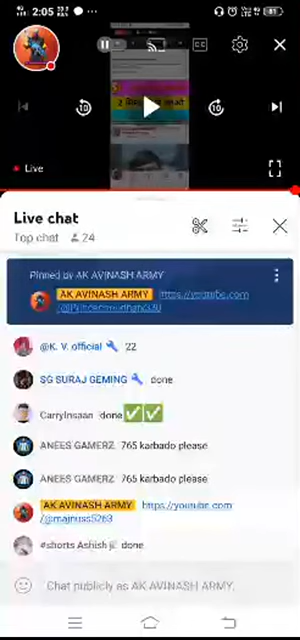 2:05
Live
Live chat
Top chat 24
Pinned by AK AVINASH ARMY
AK AVINASH ARMY https://youtube.com
@K. V. official 22
SG SURAJ GEMING done
CarryInsaan done✅✅
ANEES GAMERZ 765 karbado please
ANEES GAMERZ 765 karbado please
AK AVINASH ARMY https://youtube.com
/@majnuss5263
#shorts Ashish ji done
Chat publicly as AK AVINASH ARMY.